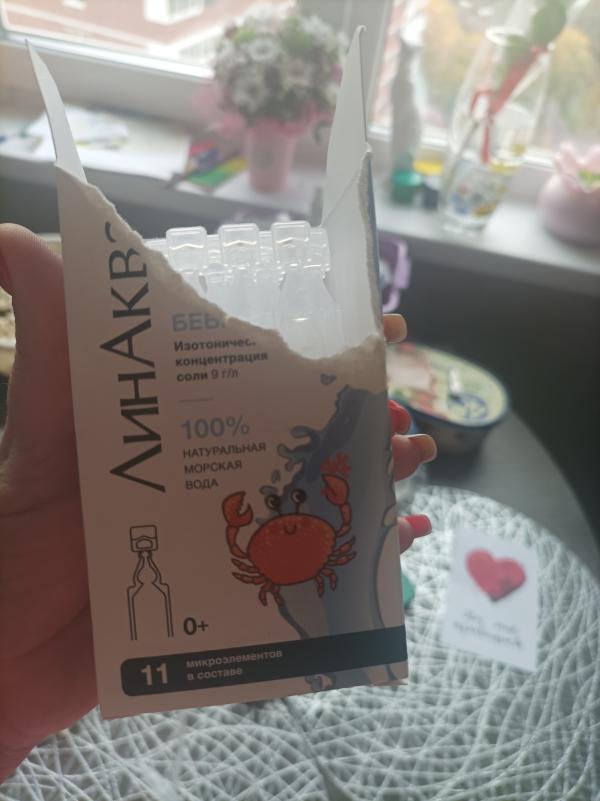 ЛИНАКВ
БЕБ
Изотоничес
концентрация
соли 9 г/л
100%
НАТУРАЛЬНАЯ
МОРСКАЯ
ВОДА
0+
11 микроэлементов
в составе